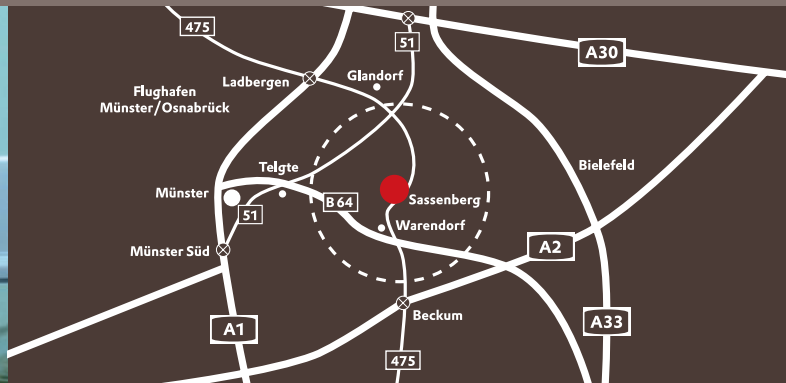 475
51
A30
Glandorf
Ladbergen
Flughafen
Münster/Osnabrück
Bielefeld
Telgte
Münster
B 64
Sassenberg
51
Warendorf
Münster Süd
A2
Beckum
A1
A33
475